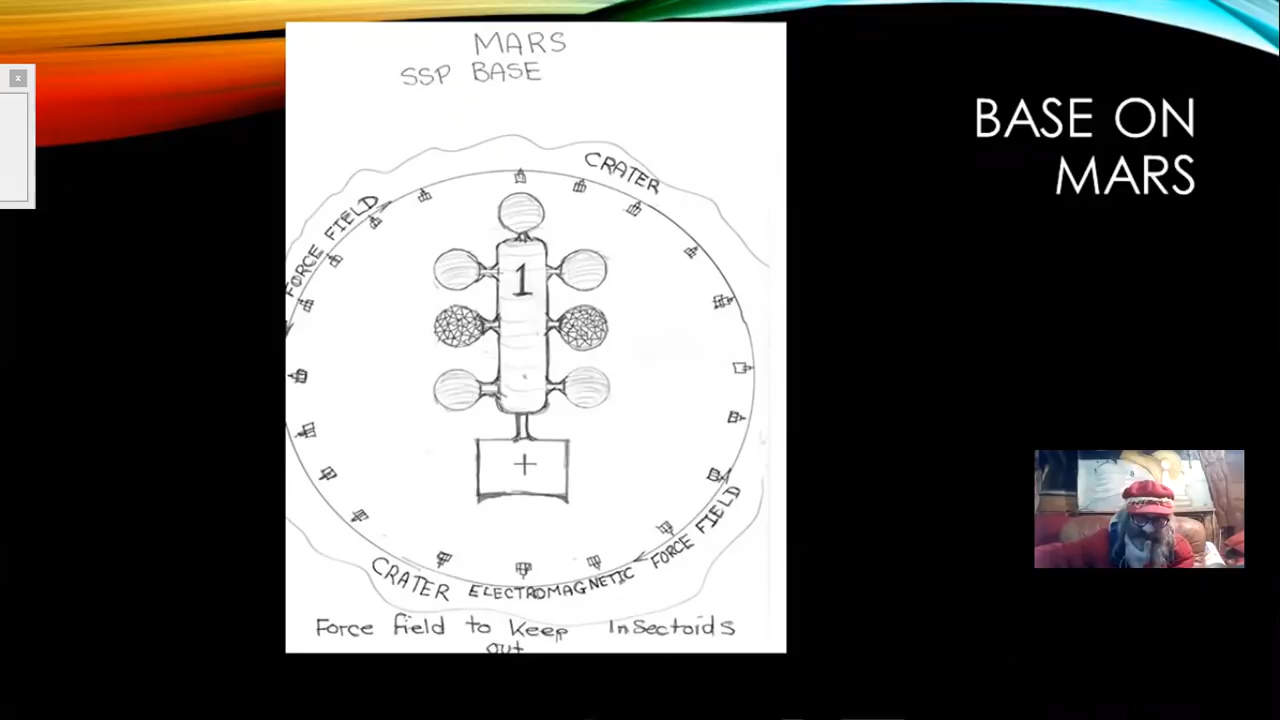 MARS
SSP BASE
BASE ON
MARS
CRATER
FORCE FIELD
1
+
CRATER ELECTROMAGNETIC FORCE FIELD
Force field to Keep InSectoidS
out